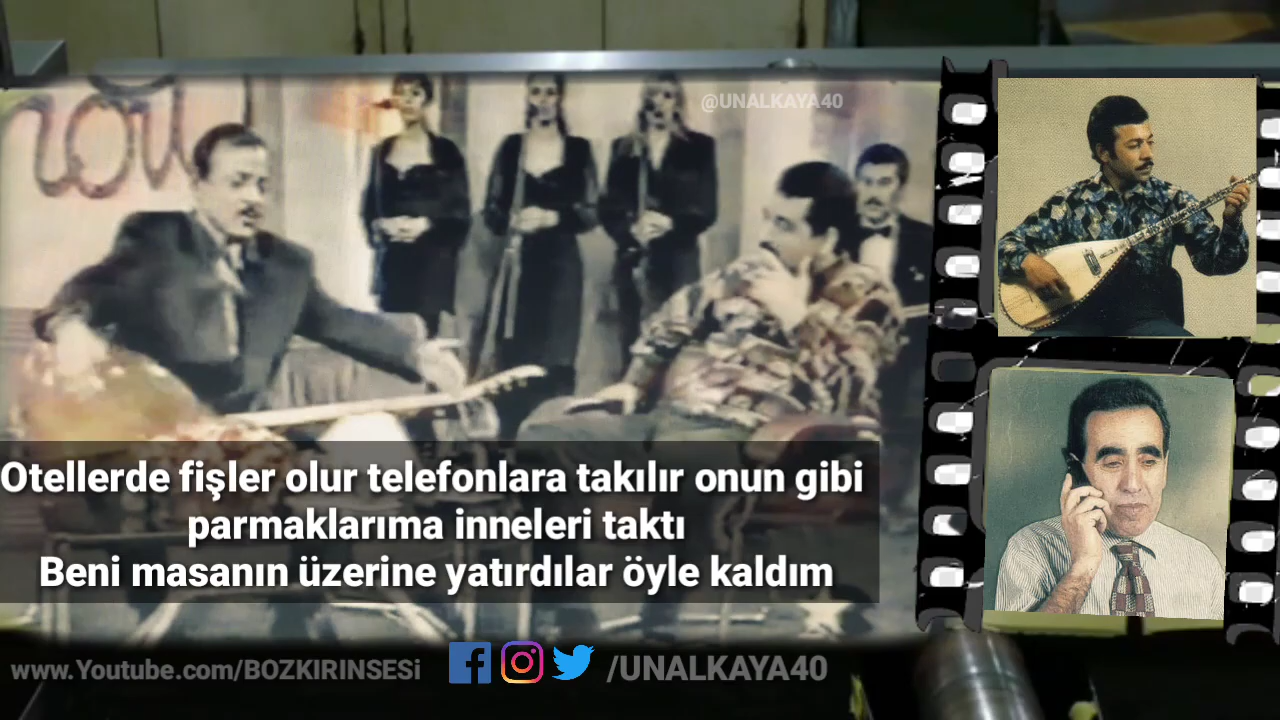 @UNALKAYA40
Otellerde fişler olur telefonlara takılır onun gibi
parmaklarıma inneleri taktı
Beni masanın üzerine yatırdılar öyle kaldım
www.Youtube.com/BOZKIRINSESi
/UNALKAYA40